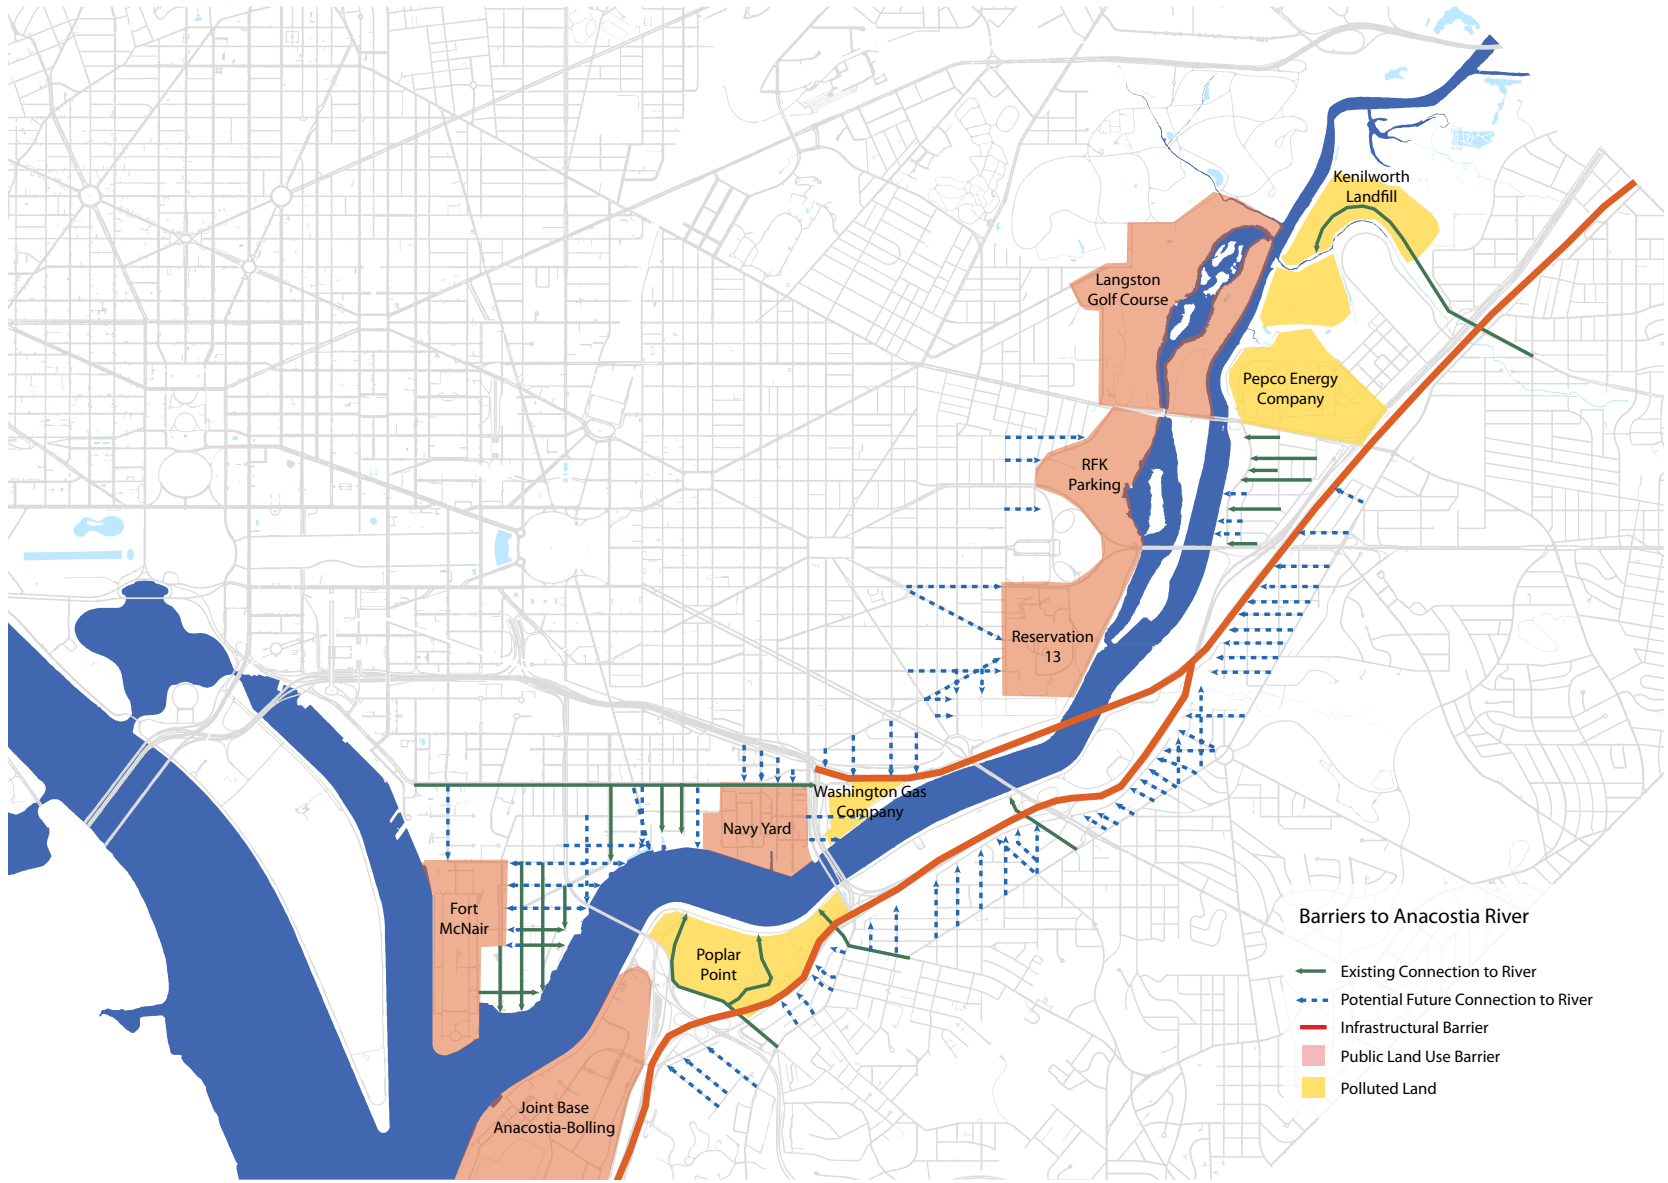 Kenilworth
Landfill
Langston
Golf Course
Pepco Energy
Company
RFK
Parking
Reservation
13
Washington Gas
Company
Navy Yard
Fort
McNair
Poplar
Point
Joint Base
Anacostia-Bolling
Barriers to Anacostia River
Existing Connection to River
Potential Future Connection to River
Infrastructural Barrier
Public Land Use Barrier
Polluted Land